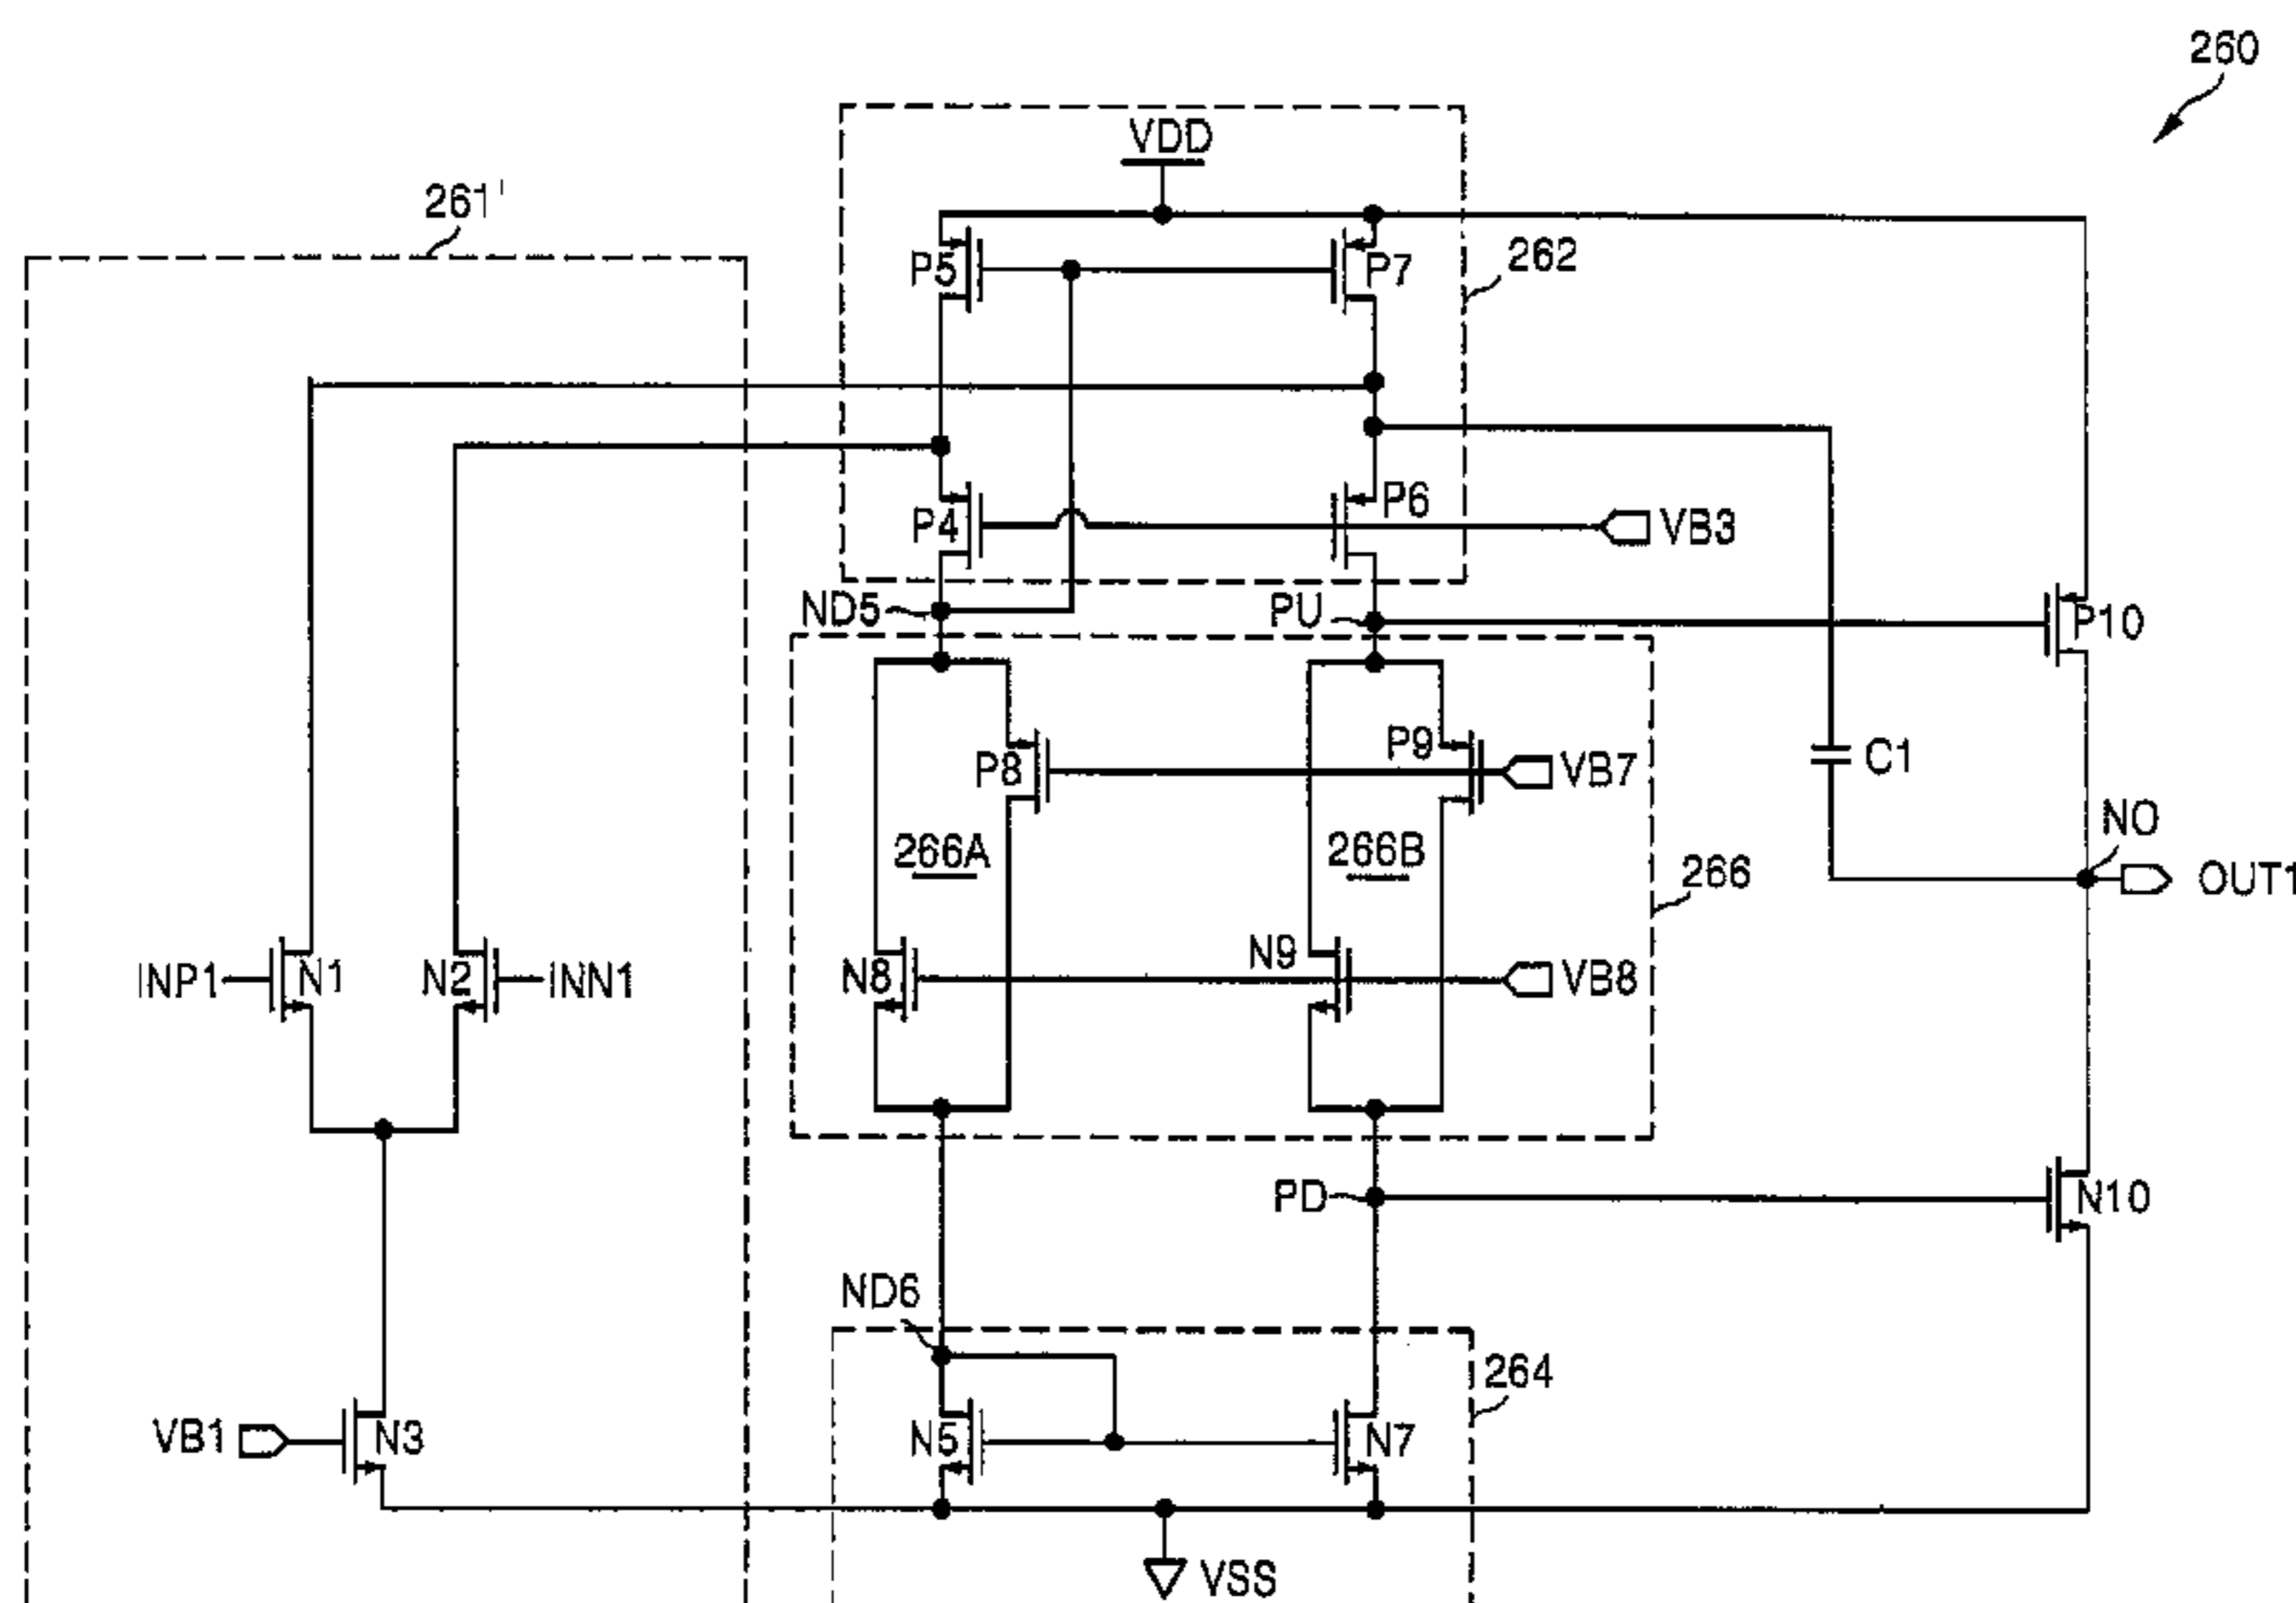 260
VDD
261'
P5
P7
262
P4
P6
VB3
ND5
PU
P10
P8
P9
VB7
C1
NO
266A
266B
266
OUT1
INP1
N1
N2
INN1
N8
N9
VB8
PD
N10
ND6
264
VB1
N3
N5
N7
VSS